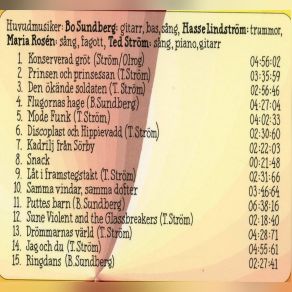 Huvudmusiker: Bo Sundberg: gitarr, bas, sång, Hasse Lindström: trummor,
Maria Rosén: sång, fagott, Ted Ström: sång, piano, gitarr
1. Konserverad gröt (Ström/Olrog) 04:56:02
2. Prinsen och prinsessan (T.Ström) 03:35:59
3. Den ökände soldaten (T. Ström) 02:56:46
4. Flugornas hage (B.Sundberg) 04:27:04
5. Mode Funk (T.Ström) 04:02:33
6. Discoplast och Hippievadd (T.Ström) 02:30:60
7. Kadrilj från Sörby 02:22:03
8. Snack 00:21:48
9. Låt i framstegstakt (T.Ström) 02:31:66
10. Samma vindar, samma dofter 03:46:64
11. Puttes barn (B.Sundberg) 06:38:16
12. Sune Violent and the Glassbreakers (T.Ström) 02:18:40
13. Drömmarnas värld (T.Ström) 04:28:71
14. Jag och du (T.Ström) 04:55:61
15. Ringdans (B.Sundberg) 02:27:41